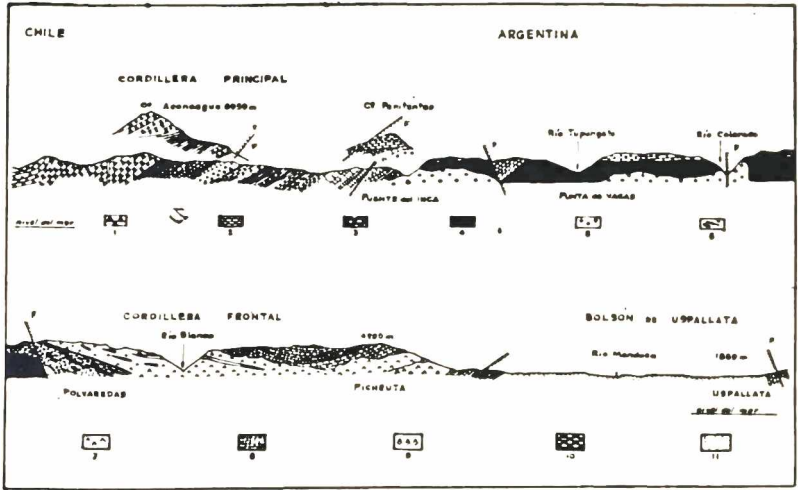 CHILE
ARGENTINA
CORDILLERA PRINCIPAL
Co. Aconcagua 6959 m
Co. Penitentes
F
F
F
F
F
Río Tupungato
Río Colorado
PUENTE del INCA
PUNTA de VACAS
Nivel del mar
1
2
3
4
5
6
CORDILLERA FRONTAL
BOLSÓN DE USPALLATA
F
Río Blanco
Río Mendoza
F
POLVAREDAS
PICHEUTA
USPALLATA
nivel del mar
7
8
9
10
11